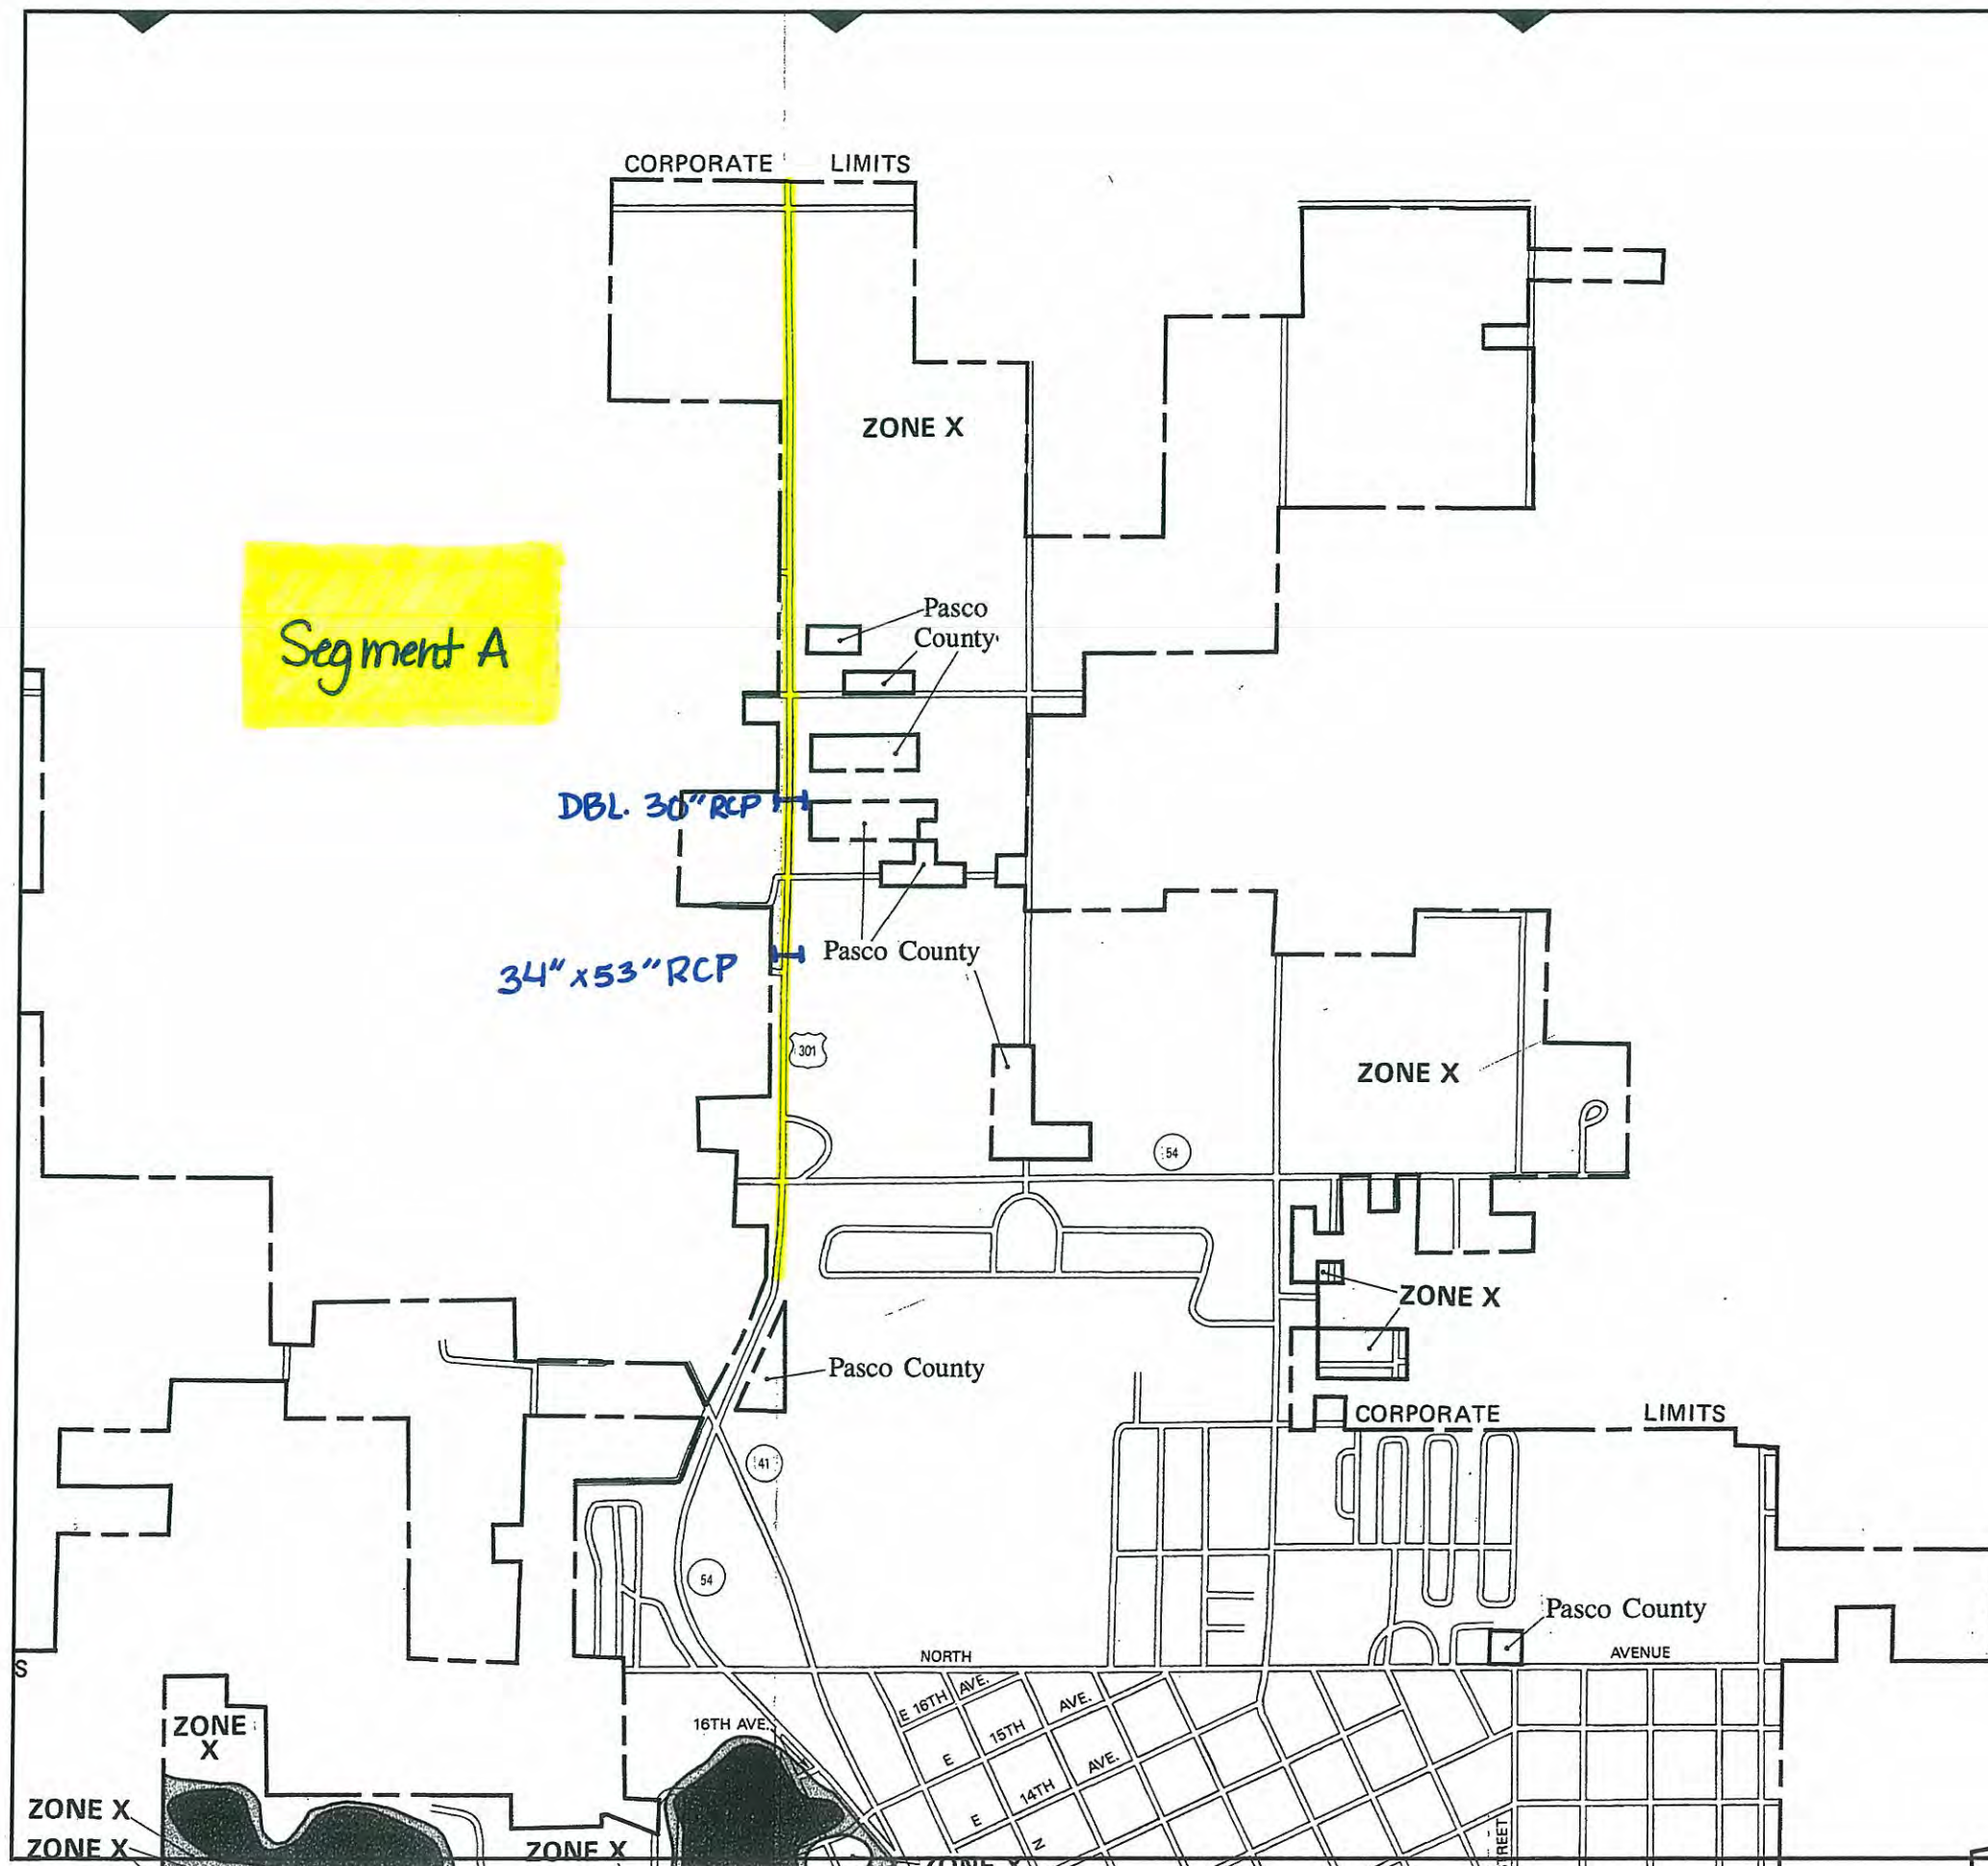 CORPORATE LIMITS
ZONE X
Segment A
Pasco
County
DBL. 30" RCP
Pasco County
34" x 53" RCP
301
ZONE X
54
ZONE X
Pasco County
CORPORATE LIMITS
41
54
Pasco County
NORTH AVENUE
S
E 16TH AVE.
16TH AVE.
E 15TH AVE.
E 14TH AVE.
N
ZONE
X
ZONE X
ZONE X
ZONE X
ZONE X